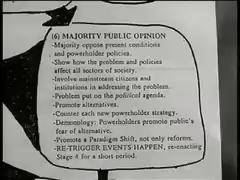 (6) MAJORITY PUBLIC OPINION
-Majority oppose present conditions
and powerholder policies.
-Show how the problem and policies
affect all sectors of society.
-Involve mainstream citizens and
institutions in addressing the problem.
-Problem put on the political agenda.
-Promote alternatives.
-Counter each new powerholder strategy.
-Demonology: Powerholders promote public's
fear of alternative.
-Promote a Paradigm Shift, not only reforms.
-RE-TRIGGER EVENTS HAPPEN, re-enacting
Stage 4 for a short period.